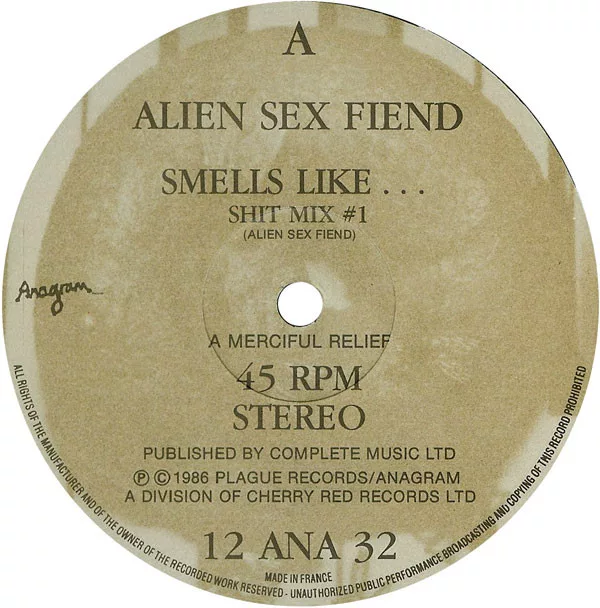 A
ALIEN SEX FIEND
SMELLS LIKE . . .
SHIT MIX #1
(ALIEN SEX FIEND)
Anagram
A MERCIFUL RELIEF
45 RPM
STEREO
PUBLISHED BY COMPLETE MUSIC LTD
Ⓟ © 1986 PLAGUE RECORDS/ANAGRAM
A DIVISION OF CHERRY RED RECORDS LTD
12 ANA 32
MADE IN FRANCE
ALL RIGHTS OF THE MANUFACTURER AND OF THE OWNER OF THE RECORDED WORK RESERVED - UNAUTHORIZED PUBLIC PERFORMANCE BROADCASTING AND COPYING OF THIS RECORD PROHIBITED